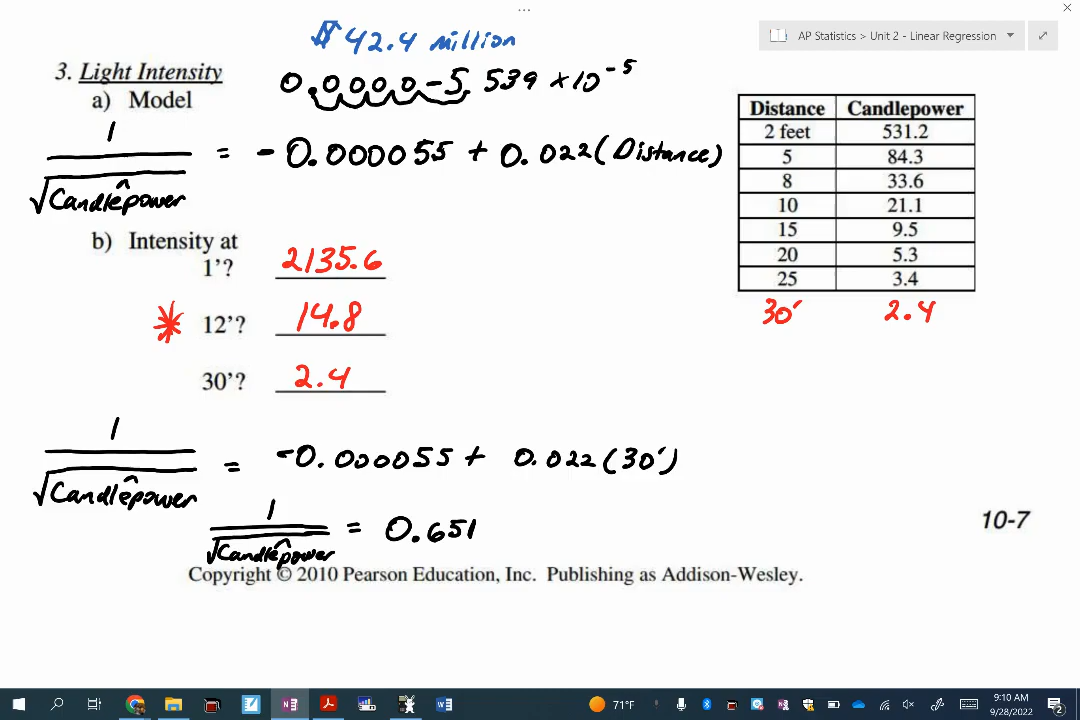 AP Statistics > Unit 2 - Linear Regression
$42.4 million
3. Light Intensity
0.0000-5 539 × 10^-5
a) Model
1/√Candlepower̂ = -0.000055 + 0.022(Distance)
Distance Candlepower
2 feet 531.2
5 84.3
8 33.6
10 21.1
15 9.5
20 5.3
25 3.4
30' 2.4
b) Intensity at
1'? 2135.6
* 12'? 14.8
30'? 2.4
1/√Candlepower̂ = -0.000055 + 0.022(30')
1/√Candlepower̂ = 0.651
10-7
Copyright © 2010 Pearson Education, Inc. Publishing as Addison-Wesley.
71°F
9:10 AM
9/28/2022
2